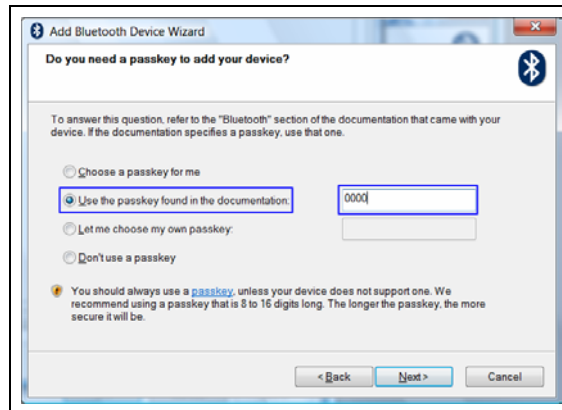 Add Bluetooth Device Wizard
Do you need a passkey to add your device?
To answer this question, refer to the "Bluetooth" section of the documentation that came with your
device. If the documentation specifies a passkey, use that one.
Choose a passkey for me
Use the passkey found in the documentation:
0000
Let me choose my own passkey:
Don't use a passkey
You should always use a passkey, unless your device does not support one. We
recommend using a passkey that is 8 to 16 digits long. The longer the passkey, the more
secure it will be.
< Back
Next >
Cancel